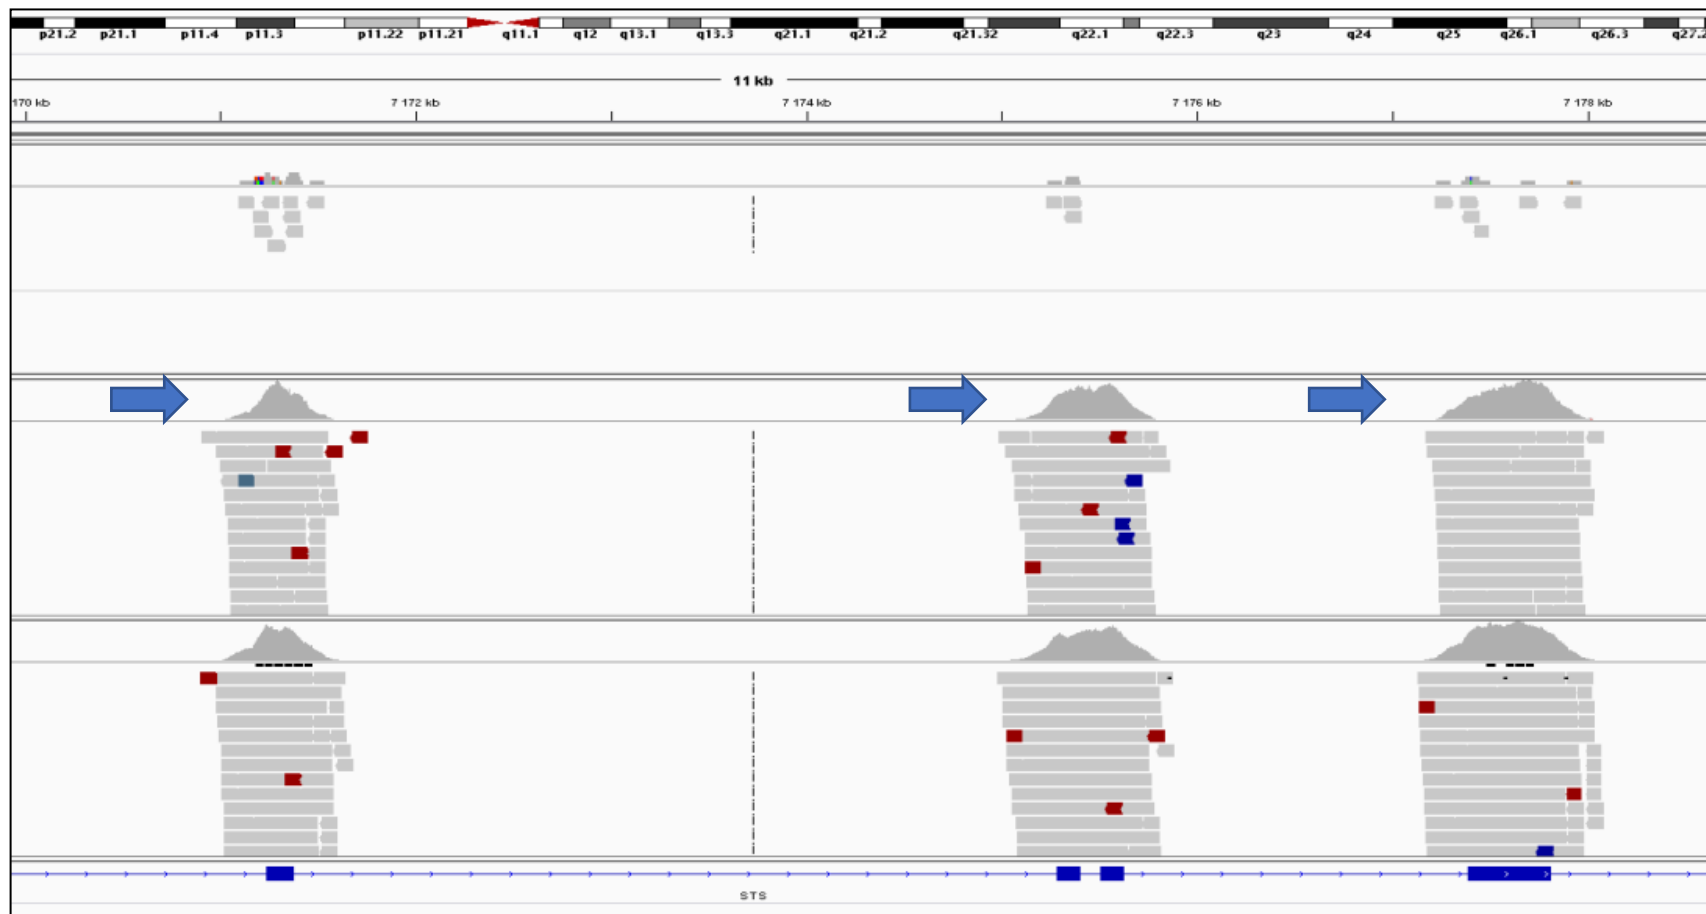 p21.2 p21.1 p11.4 p11.3 p11.22 p11.21 q11.1 q12 q13.1 q13.3 q21.1 q21.2 q21.32 q22.1 q22.3 q23 q24 q25 q26.1 q26.3 q27.2
11 kb
170 kb 7 172 kb 7 174 kb 7 176 kb 7 178 kb
STS